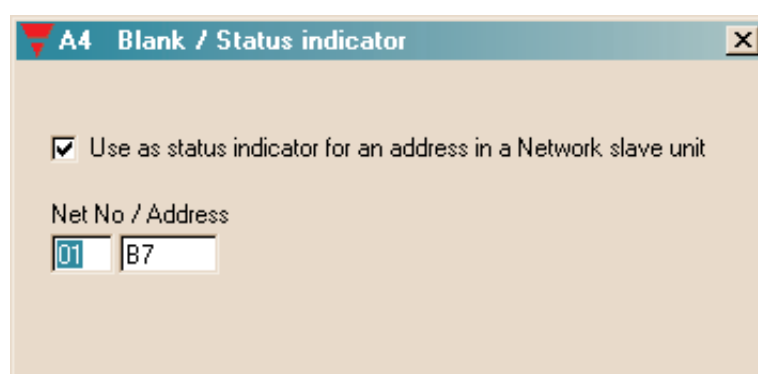 A4 Blank / Status indicator
Use as status indicator for an address in a Network slave unit
Net No / Address
01 B7